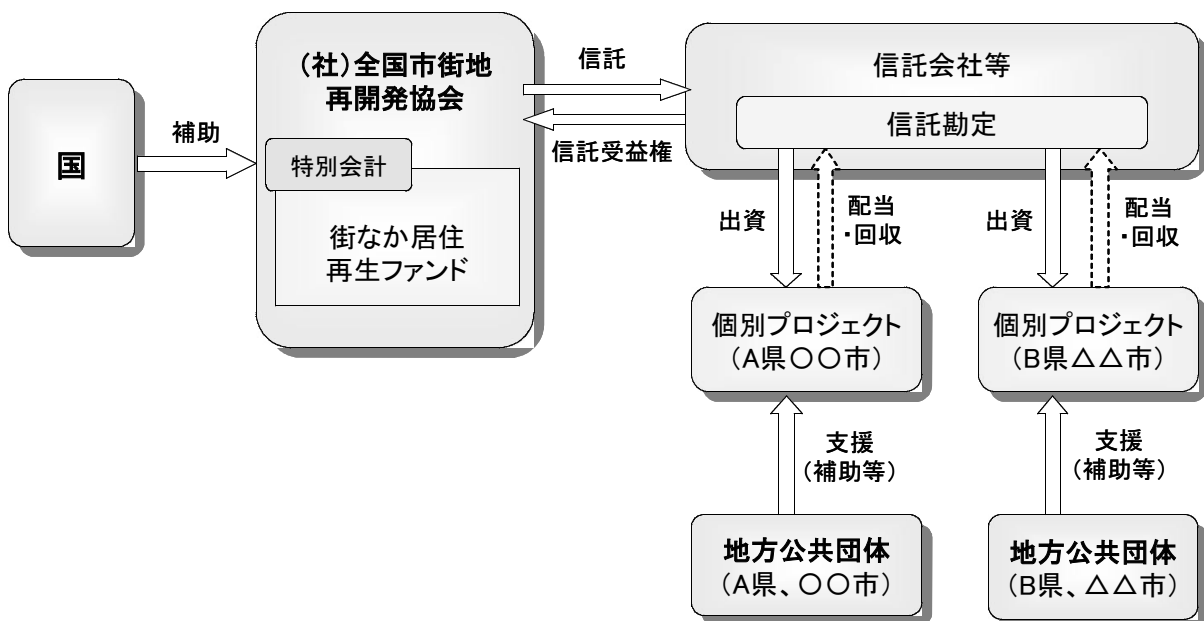 国
補助
（社）全国市街地
再開発協会
特別会計
街なか居住
再生ファンド
信託
信託受益権
信託会社等
信託勘定
出資
配当
・回収
出資
配当
・回収
個別プロジェクト
（A県〇〇市）
個別プロジェクト
（B県△△市）
支援
（補助等）
支援
（補助等）
地方公共団体
（A県、〇〇市）
地方公共団体
（B県、△△市）